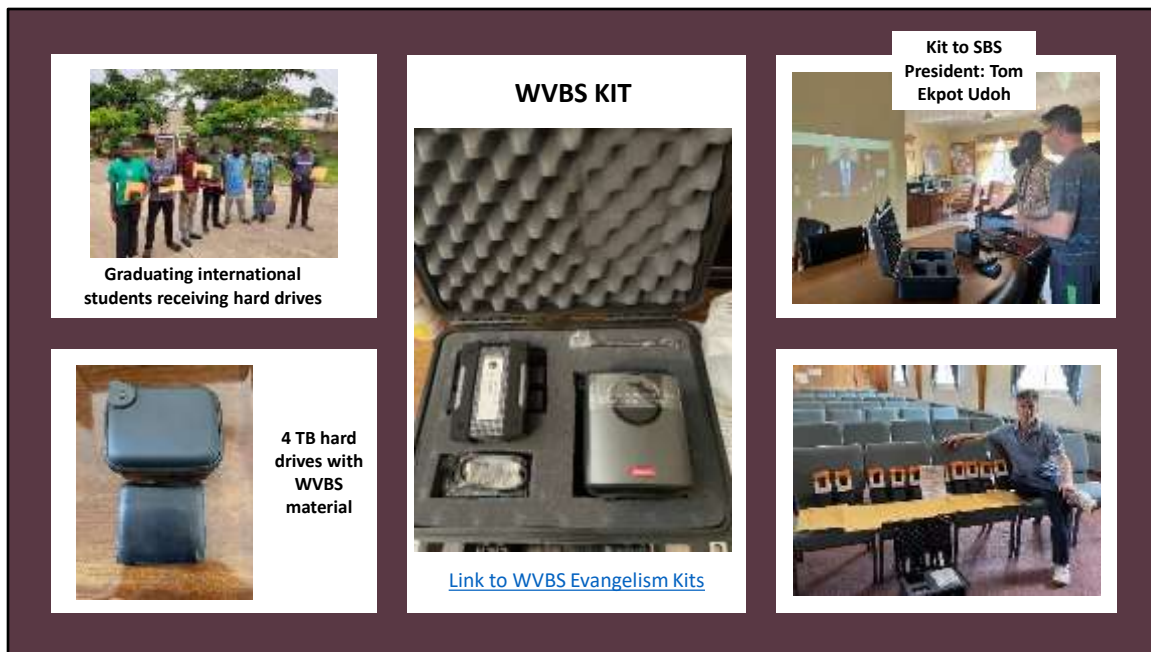 Graduating international
students receiving hard drives
4 TB hard
drives with
WVBS
material
WVBS KIT
Link to WVBS Evangelism Kits
Kit to SBS
President: Tom
Ekpot Udoh